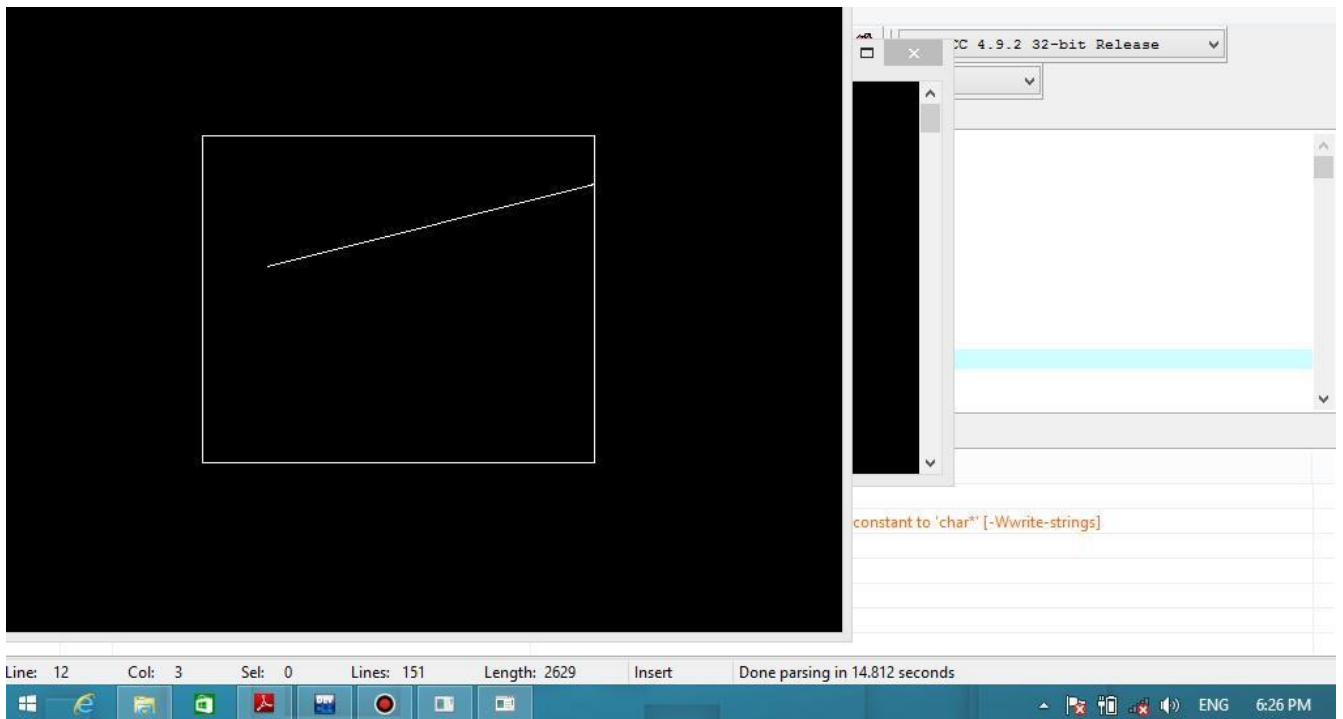 CC 4.9.2 32-bit Release
constant to 'char*' [-Wwrite-strings]
Line: 12 Col: 3 Sel: 0 Lines: 151 Length: 2629 Insert Done parsing in 14.812 seconds
ENG 6:26 PM